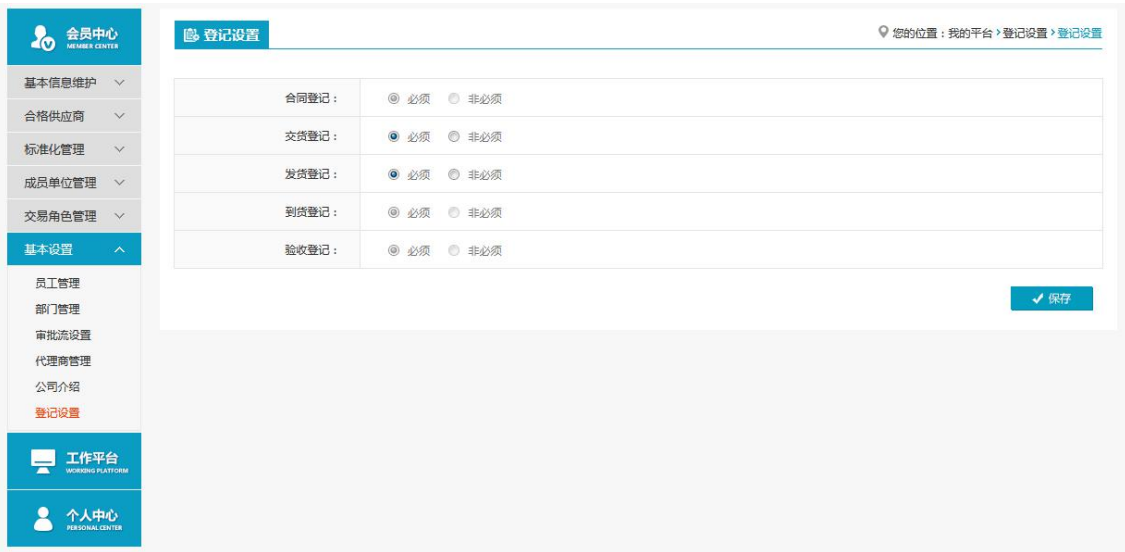 会员中心
MEMBER CENTER
基本信息维护
合格供应商
标准化管理
成员单位管理
交易角色管理
基本设置
员工管理
部门管理
审批流设置
代理商管理
公司介绍
登记设置
工作平台
WORKING PLATFORM
个人中心
PERSONAL CENTER
登记设置
您的位置：我的平台›登记设置›登记设置
合同登记： 必须 非必须
交货登记： 必须 非必须
发货登记： 必须 非必须
到货登记： 必须 非必须
验收登记： 必须 非必须
保存